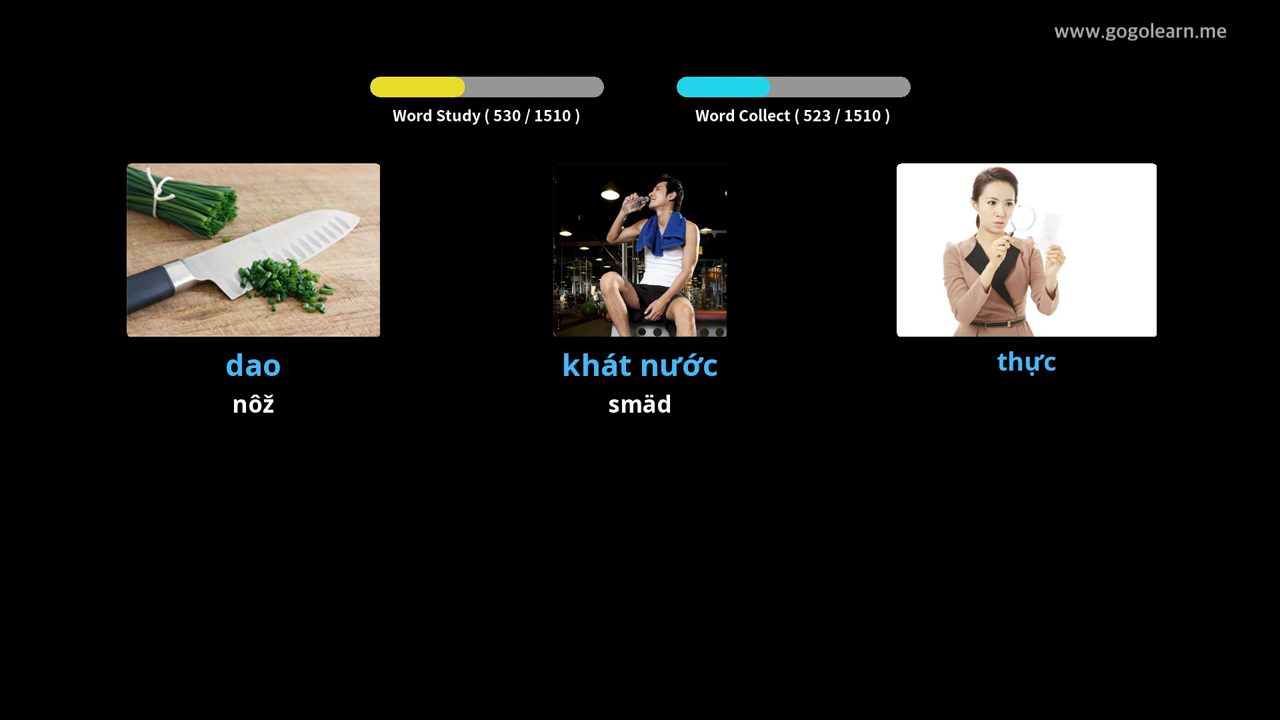 www.gogolearn.me
Word Study ( 530 / 1510 )
Word Collect ( 523 / 1510 )
dao
nôž
khát nước
smäd
thực